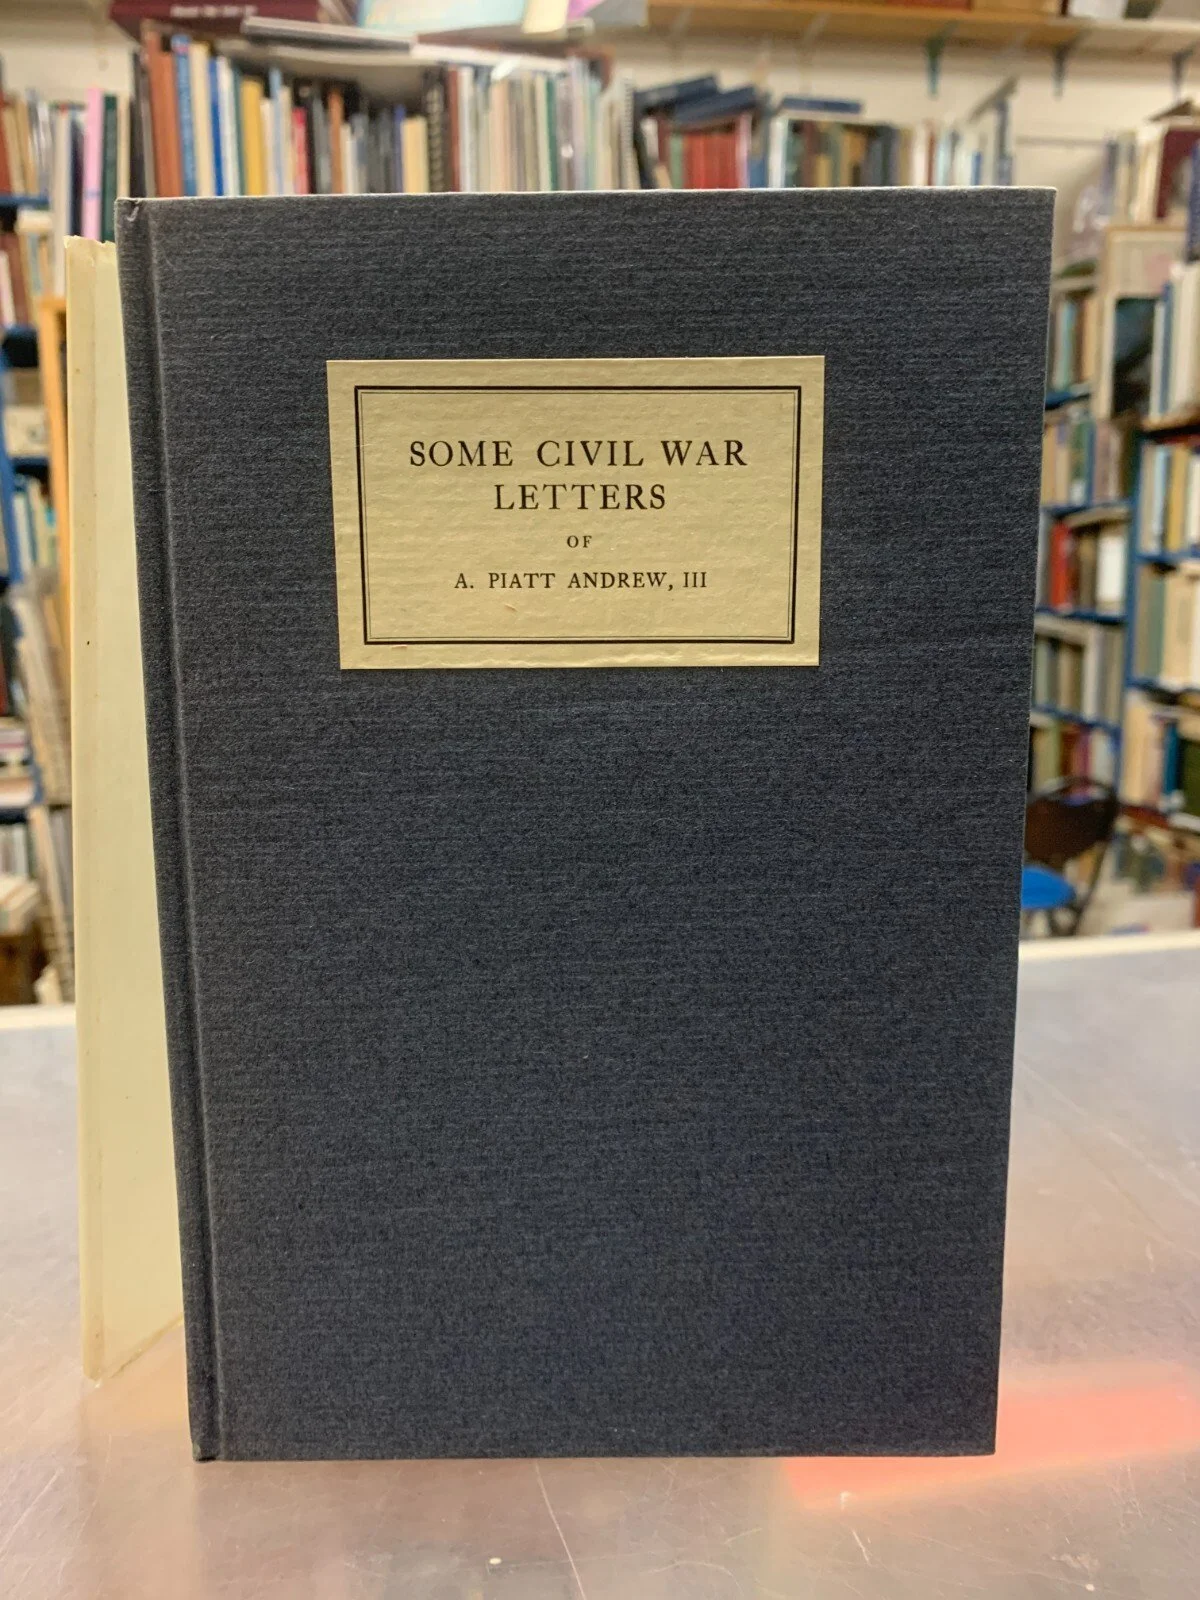 SOME CIVIL WAR
LETTERS
OF
A. PIATT ANDREW, III